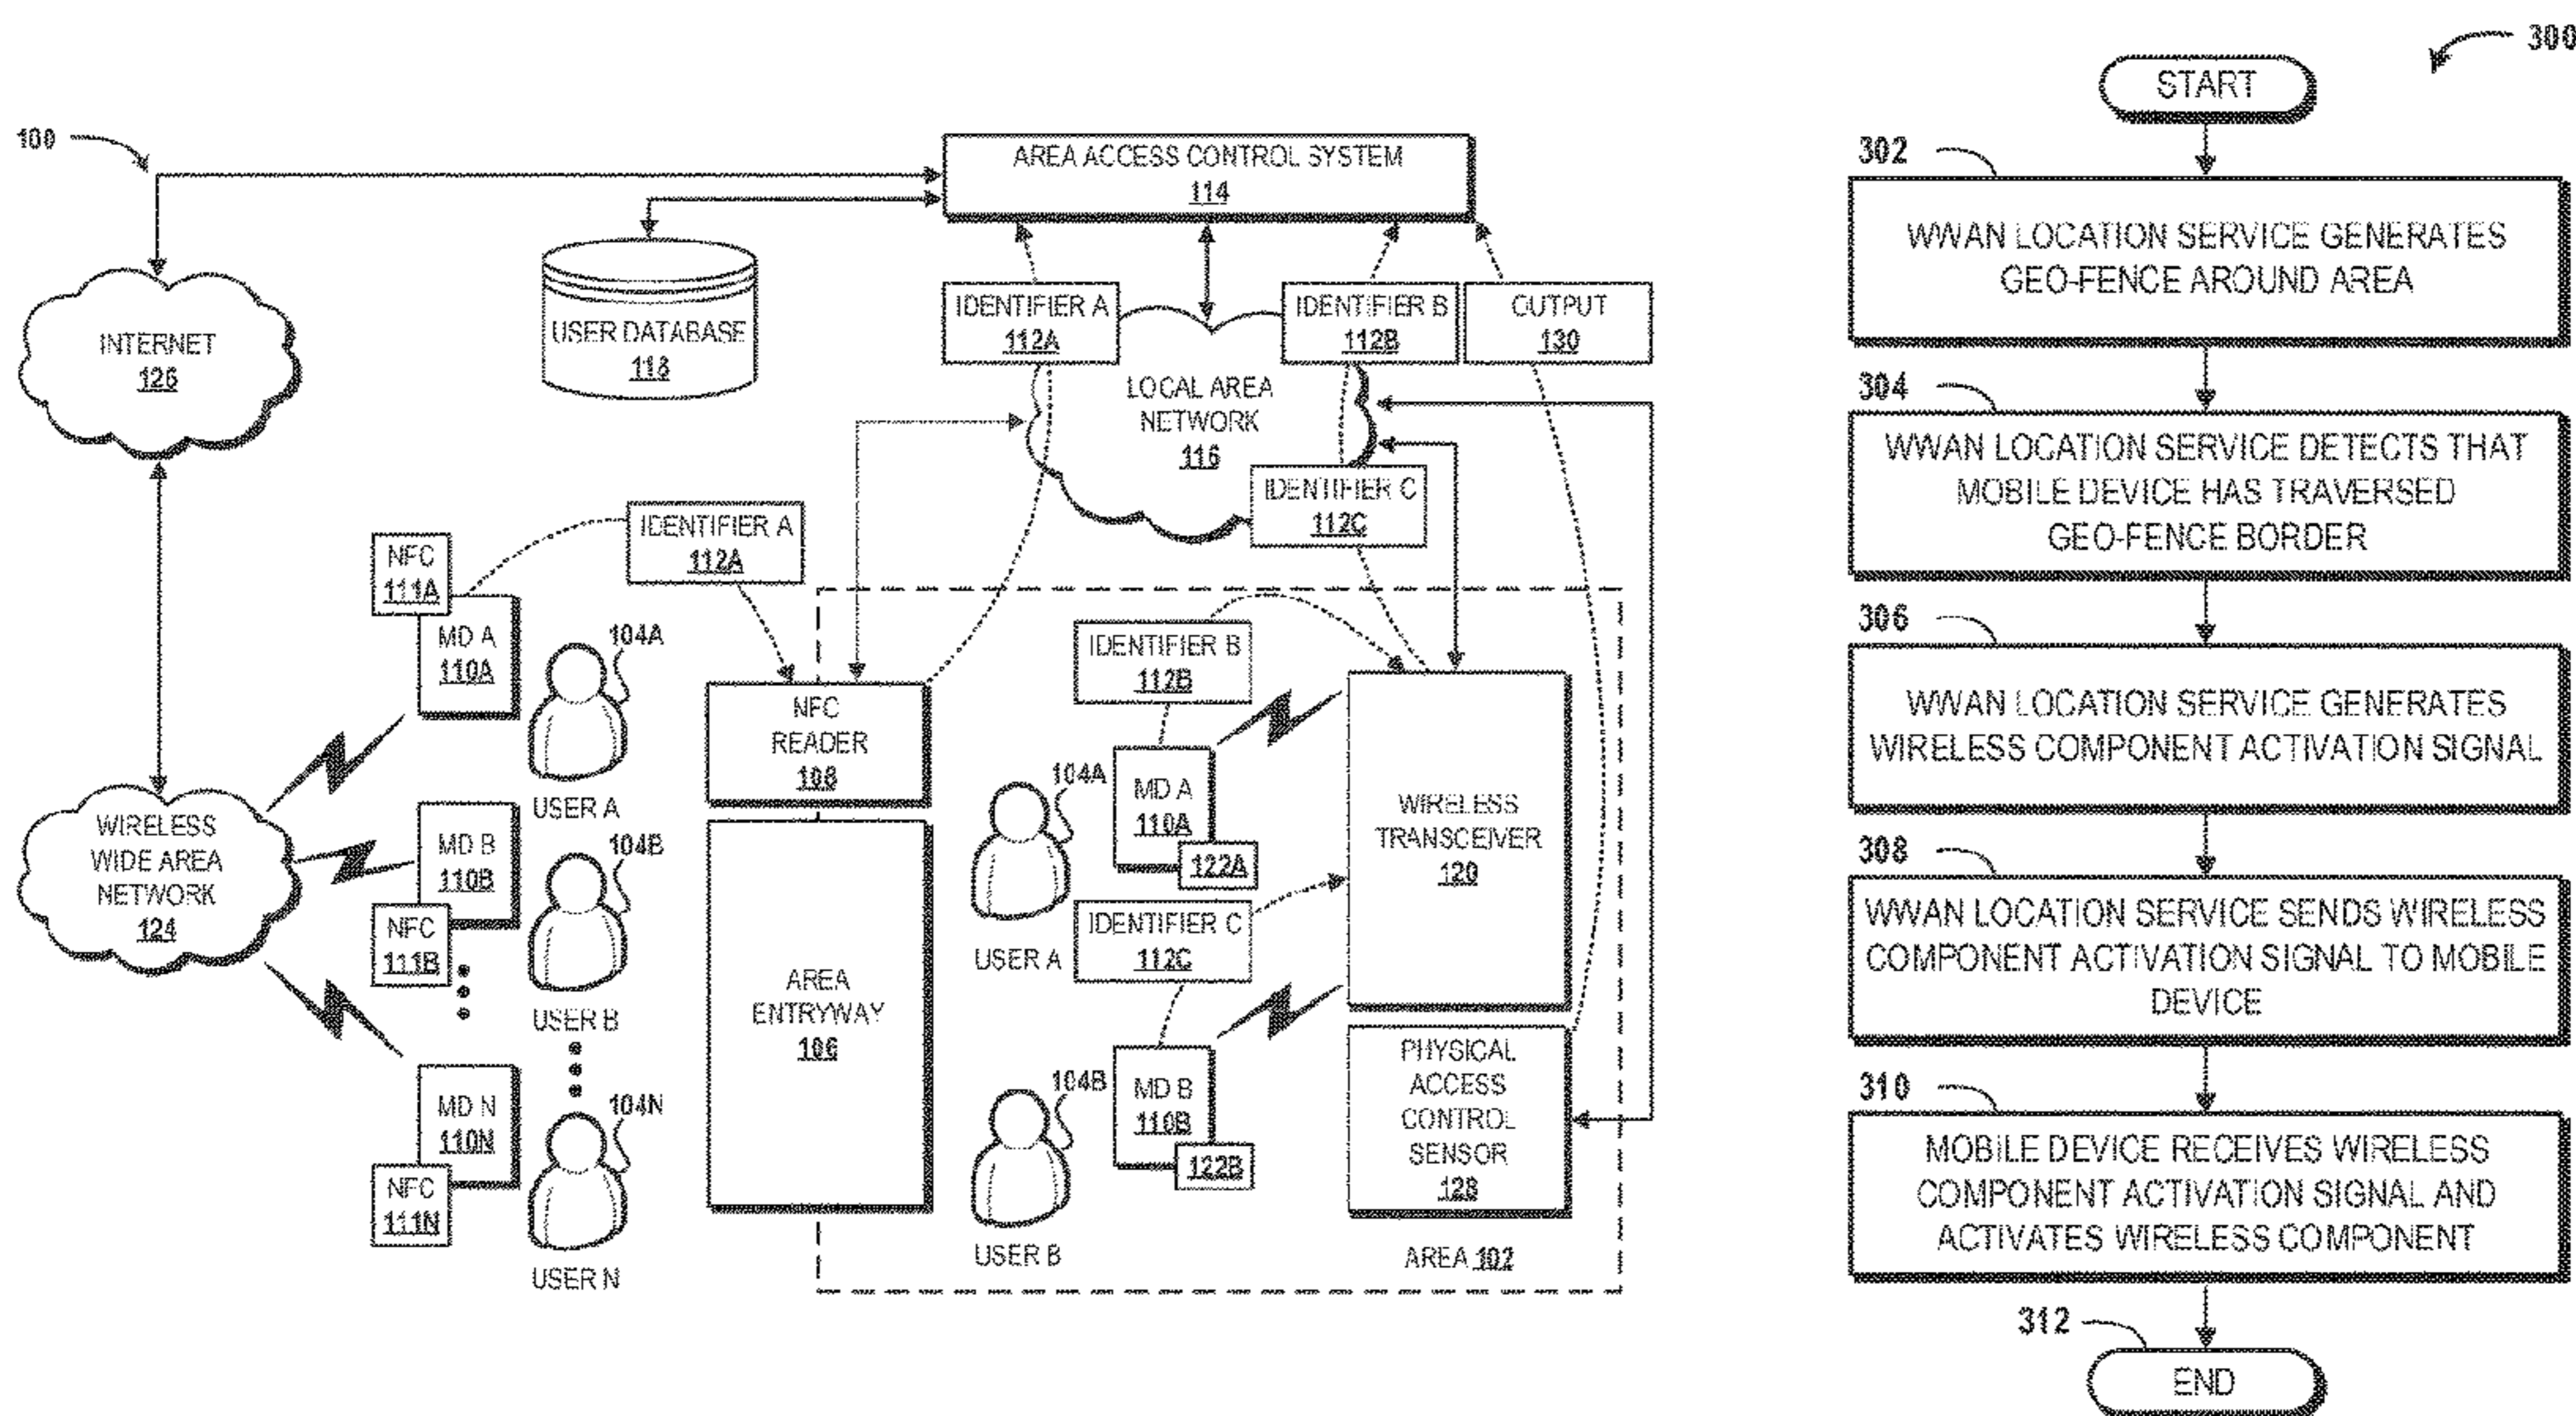 100
AREA ACCESS CONTROL SYSTEM
114
INTERNET
126
USER DATABASE
118
IDENTIFIER A
112A
IDENTIFIER B
112B
OUTPUT
130
LOCAL AREA
NETWORK
116
IDENTIFIER C
112C
NFC
111A
MD A
110A
IDENTIFIER A
112A
104A
USER A
WIRELESS
WIDE AREA
NETWORK
124
MD B
110B
NFC
111B
104B
USER B
MD N
110N
NFC
111N
104N
USER N
NFC
READER
108
AREA
ENTRYWAY
106
IDENTIFIER B
112B
104A
MD A
110A
122A
USER A
IDENTIFIER C
112C
104B
MD B
110B
122B
USER B
WIRELESS
TRANSCEIVER
120
PHYSICAL
ACCESS
CONTROL
SENSOR
128
AREA 102
300
START
302
WWAN LOCATION SERVICE GENERATES
GEO-FENCE AROUND AREA
304
WWAN LOCATION SERVICE DETECTS THAT
MOBILE DEVICE HAS TRAVERSED
GEO-FENCE BORDER
306
WWAN LOCATION SERVICE GENERATES
WIRELESS COMPONENT ACTIVATION SIGNAL
308
WWAN LOCATION SERVICE SENDS WIRELESS
COMPONENT ACTIVATION SIGNAL TO MOBILE
DEVICE
310
MOBILE DEVICE RECEIVES WIRELESS
COMPONENT ACTIVATION SIGNAL AND
ACTIVATES WIRELESS COMPONENT
312
END